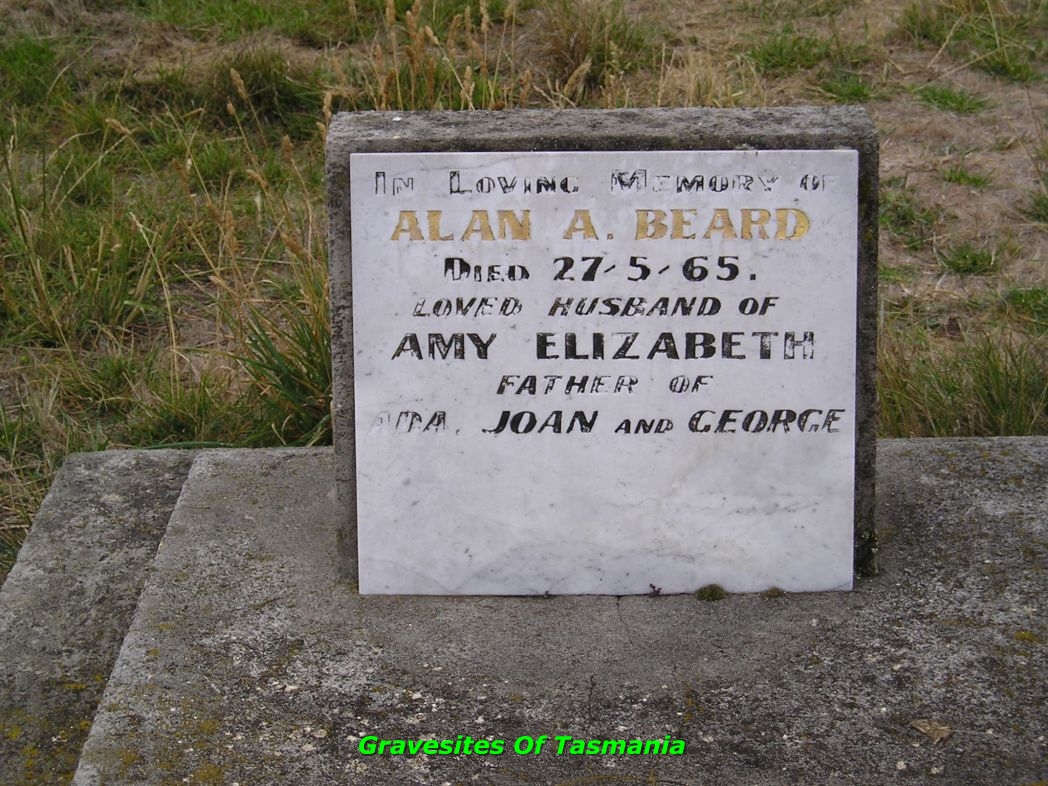 IN LOVING MEMORY OF
ALAN A. BEARD
DIED 27-5-65.
LOVED HUSBAND OF
AMY ELIZABETH
FATHER OF
ADA, JOAN AND GEORGE
Gravesites Of Tasmania